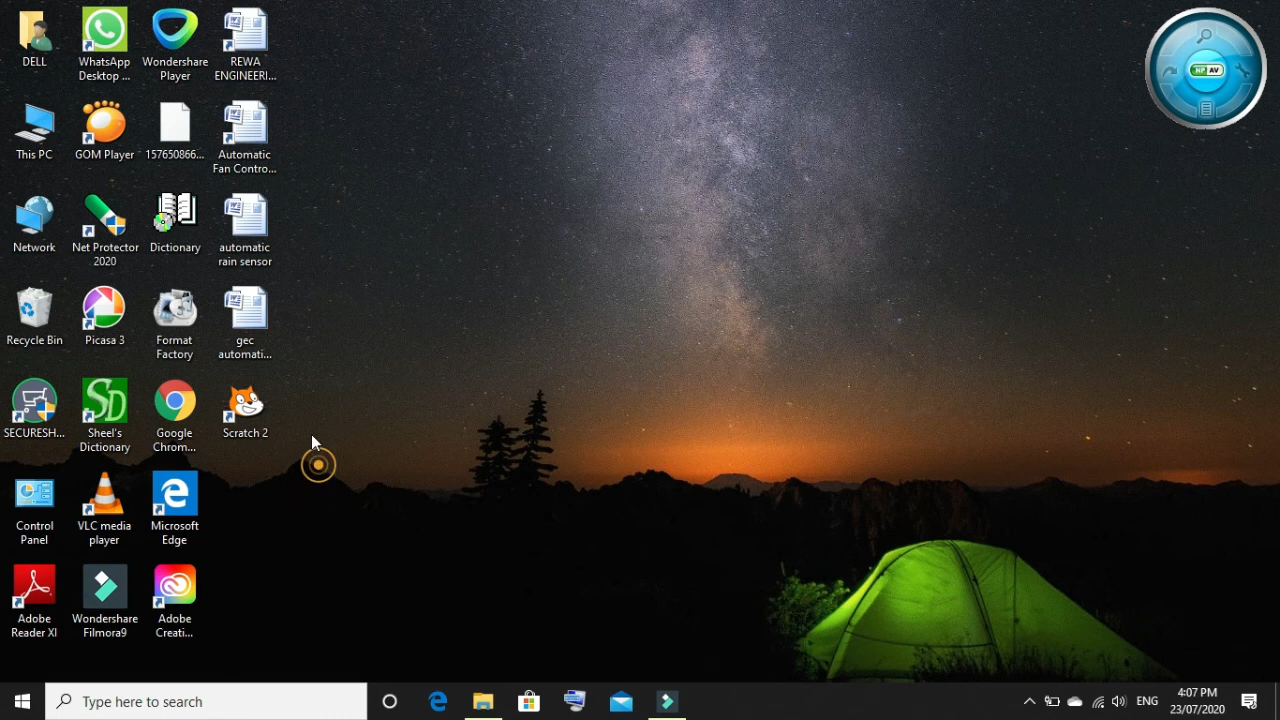 DELL
WhatsApp
Desktop ...
Wondershare
Player
REWA
ENGINEERI...
This PC
GOM Player
157650866...
Automatic
Fan Contro...
Network
Net Protector
2020
Dictionary
automatic
rain sensor
Recycle Bin
Picasa 3
Format
Factory
gec
automati...
SECURESH...
SD
Sheel's
Dictionary
Google
Chrom...
Scratch 2
Control
Panel
VLC media
player
Microsoft
Edge
Adobe
Reader XI
Wondershare
Filmora9
Adobe
Creati...
NP AV
Type here to search
ENG
4:07 PM
23/07/2020